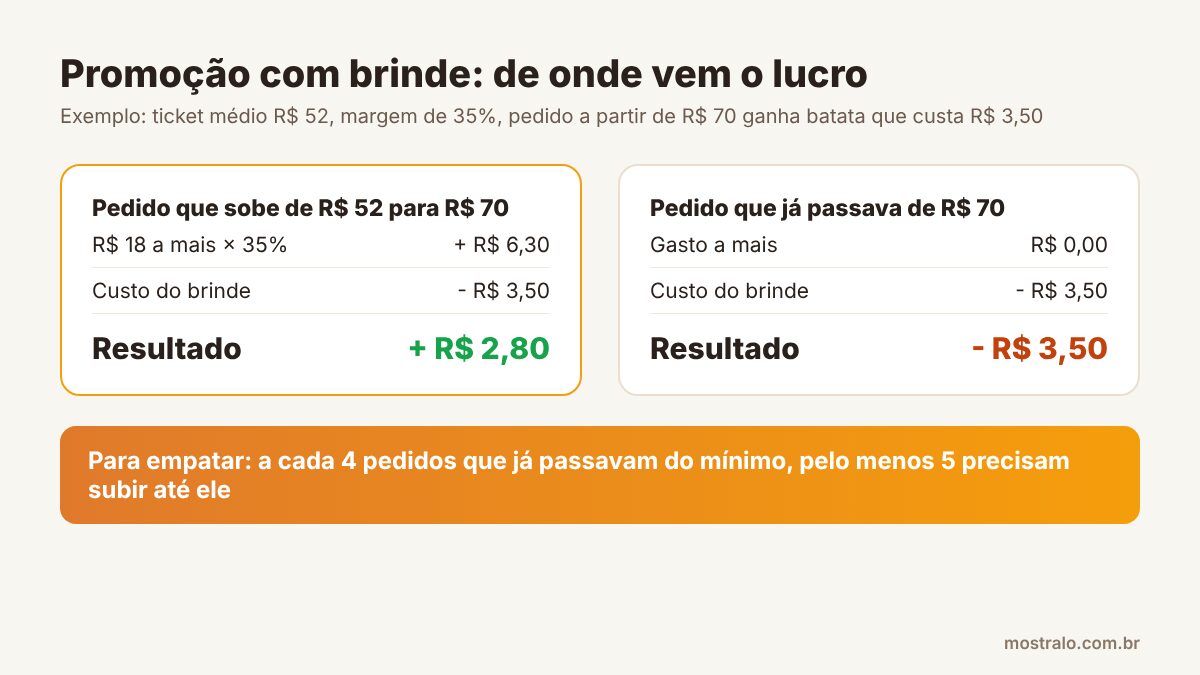 Promoção com brinde: de onde vem o lucro
Exemplo: ticket médio R$ 52, margem de 35%, pedido a partir de R$ 70 ganha batata que custa R$ 3,50
Pedido que sobe de R$ 52 para R$ 70
R$ 18 a mais × 35% + R$ 6,30
Custo do brinde - R$ 3,50
Resultado + R$ 2,80
Pedido que já passava de R$ 70
Gasto a mais R$ 0,00
Custo do brinde - R$ 3,50
Resultado - R$ 3,50
Para empatar: a cada 4 pedidos que já passavam do mínimo, pelo menos 5 precisam
subir até ele
mostralo.com.br